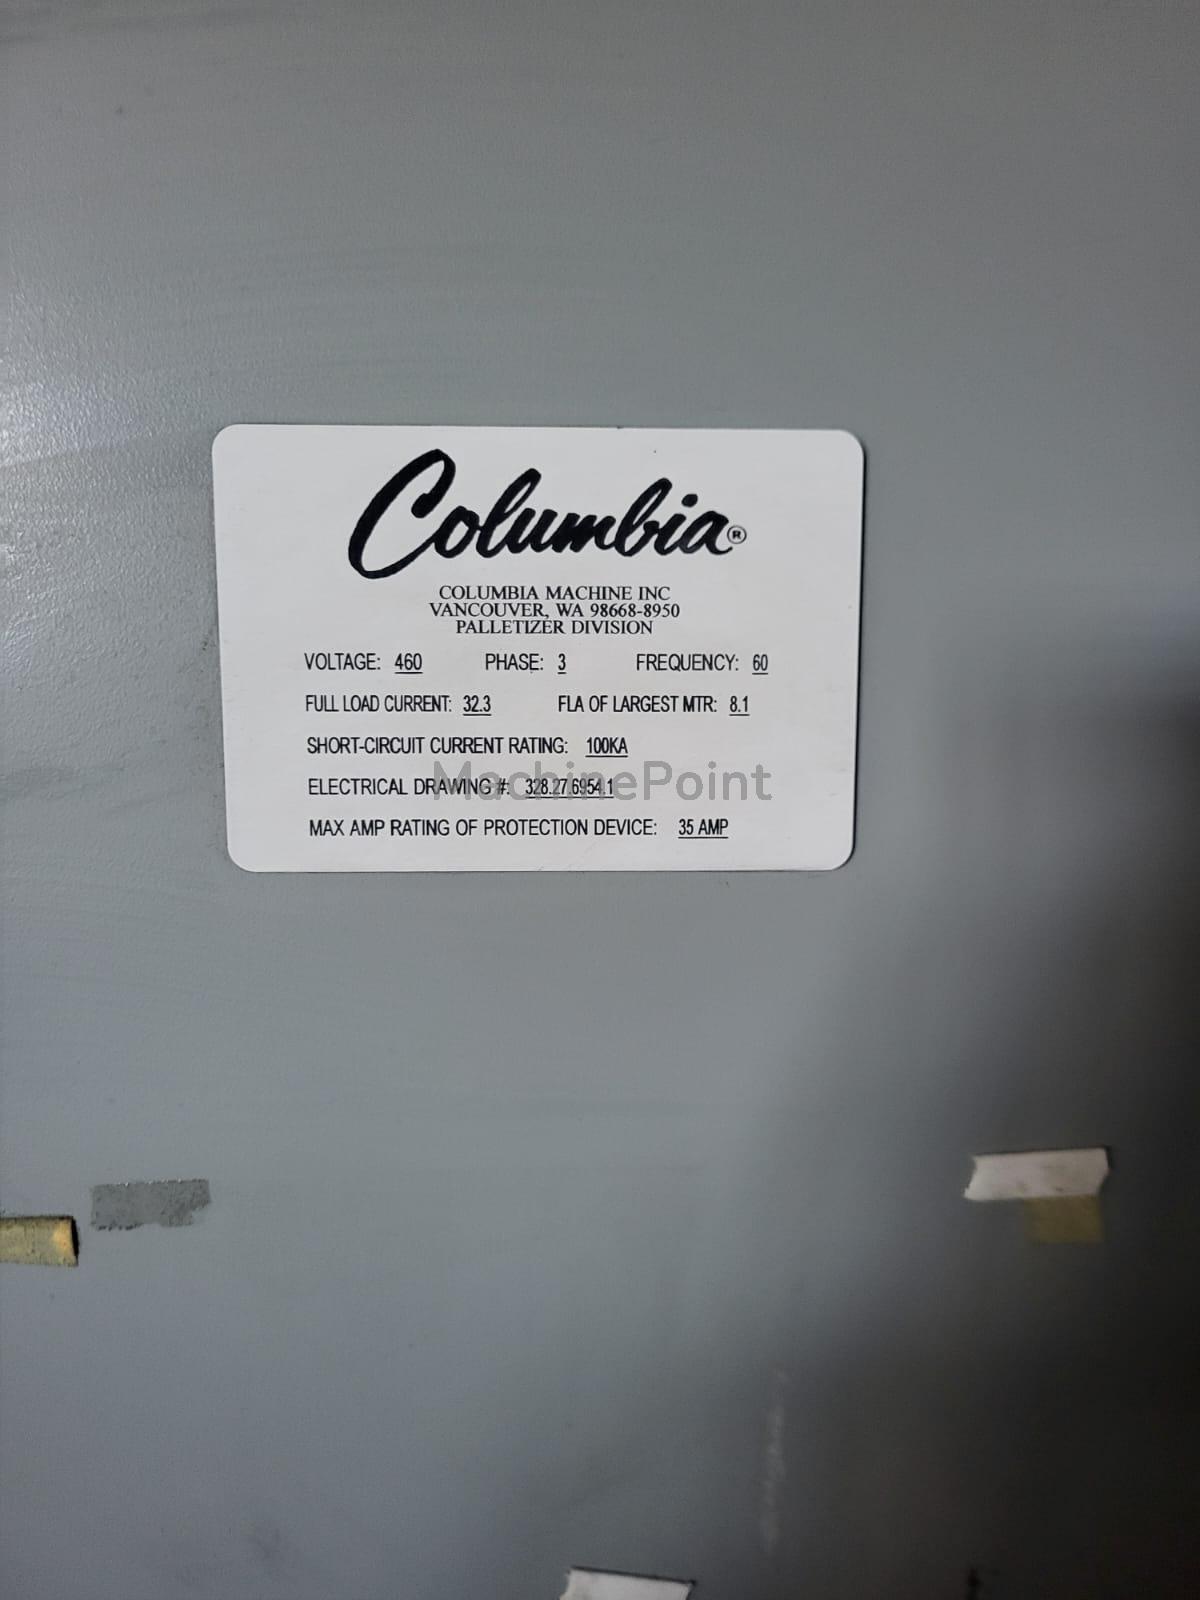 Columbia®
COLUMBIA MACHINE INC
VANCOUVER, WA 98668-8950
PALLETIZER DIVISION
VOLTAGE: 460 PHASE: 3 FREQUENCY: 60
FULL LOAD CURRENT: 32.3 FLA OF LARGEST MTR: 8.1
SHORT-CIRCUIT CURRENT RATING: 100KA
MachinePoint
ELECTRICAL DRAWING #: 328.27.6954.1
MAX AMP RATING OF PROTECTION DEVICE: 35 AMP